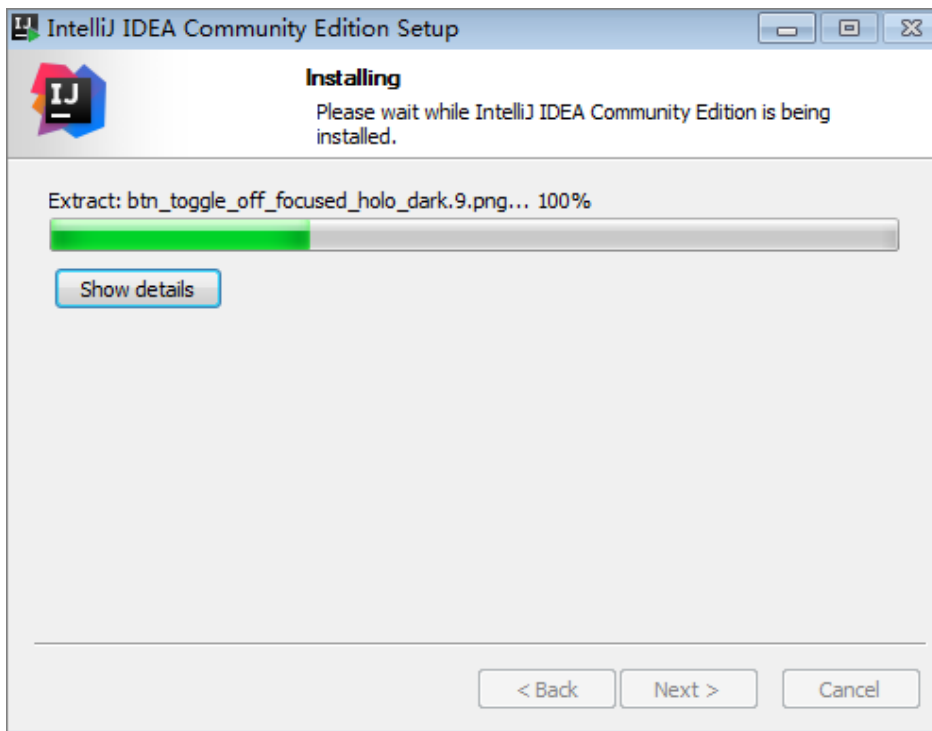 IntelliJ IDEA Community Edition Setup
IJ
Installing
Please wait while IntelliJ IDEA Community Edition is being
installed.
Extract: btn_toggle_off_focused_holo_dark.9.png... 100%
Show details
< Back
Next >
Cancel